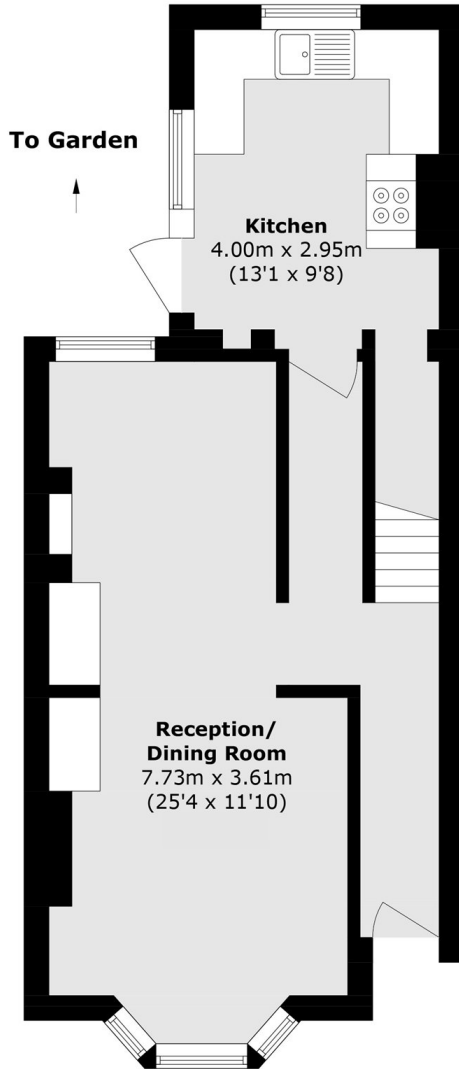 To Garden
Kitchen
4.00m x 2.95m
(13'1 x 9'8)
Reception/
Dining Room
7.73m x 3.61m
(25'4 x 11'10)